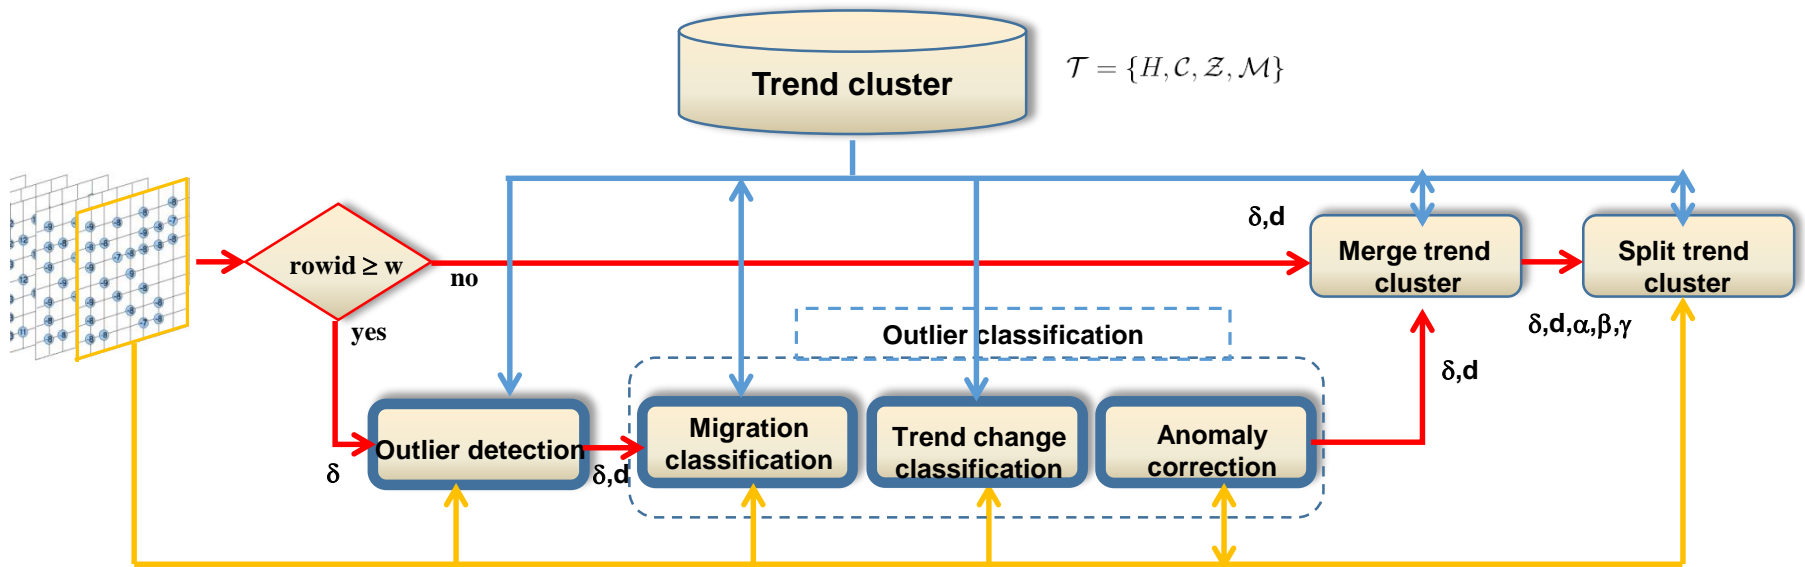 Trend cluster
𝒯 = {H, 𝒞, 𝒵, ℳ}
rowid ≥ w
no
yes
δ,d
Merge trend
cluster
Split trend
cluster
δ,d,α,β,γ
Outlier classification
δ,d
Outlier detection
δ
δ,d
Migration
classification
Trend change
classification
Anomaly
correction